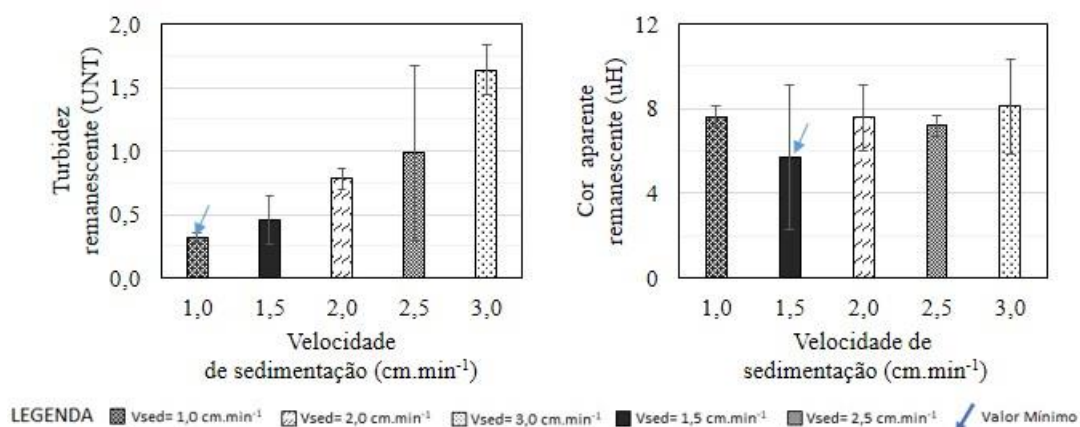 2,0
1,5
1,0
0,5
0,0
Turbidez
remanescente (UNT)
1,0 1,5 2,0 2,5 3,0
Velocidade
de sedimentação (cm.min⁻¹)
12
8
4
0
Cor aparente
remanescente (uH)
1,0 1,5 2,0 2,5 3,0
Velocidade de
sedimentação (cm.min⁻¹)
LEGENDA Vsed= 1,0 cm.min⁻¹ Vsed= 2,0 cm.min⁻¹ Vsed= 3,0 cm.min⁻¹ Vsed= 1,5 cm.min⁻¹ Vsed= 2,5 cm.min⁻¹ Valor Mínimo